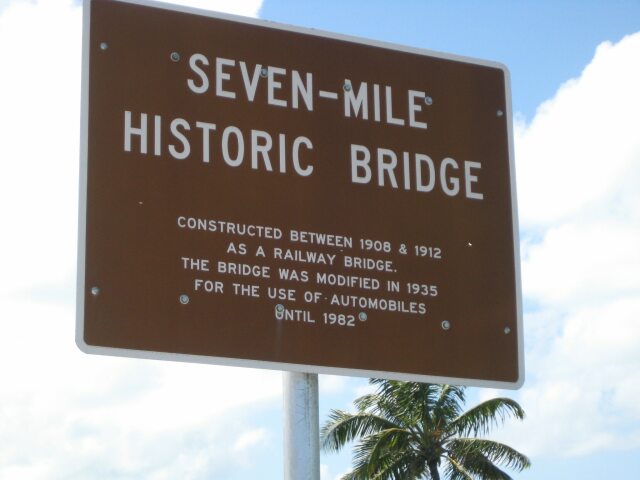 SEVEN-MILE
HISTORIC BRIDGE
CONSTRUCTED BETWEEN 1908 & 1912
AS A RAILWAY BRIDGE.
THE BRIDGE WAS MODIFIED IN 1935
FOR THE USE OF AUTOMOBILES
UNTIL 1982